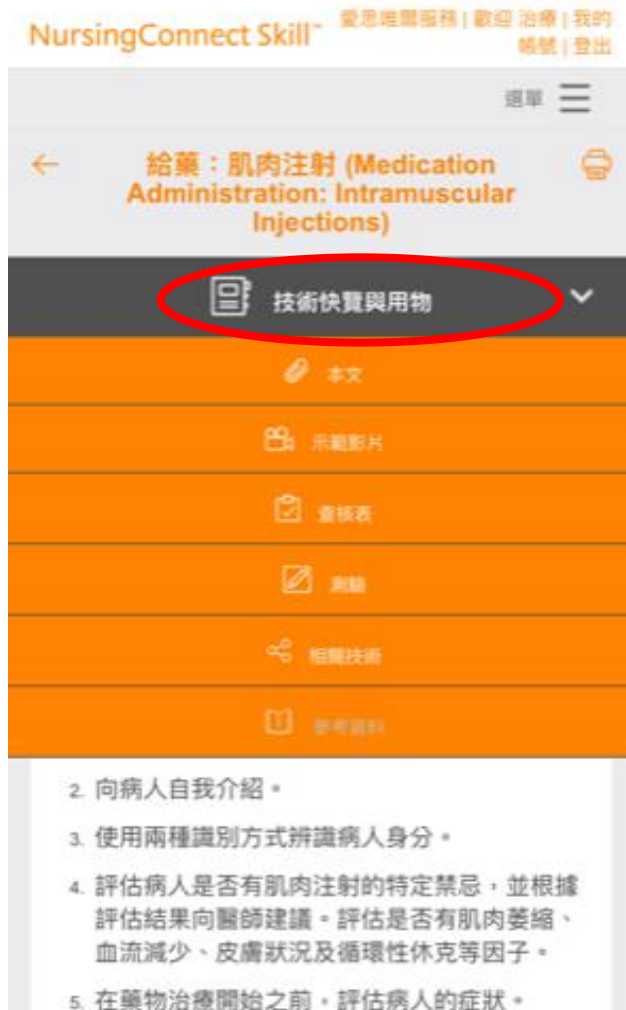 NursingConnect Skill™ 愛思唯爾服務 | 歡迎 治療 | 我的
帳號 | 登出
選單
給藥：肌肉注射 (Medication
Administration: Intramuscular
Injections)
技術快覽與用物
本文
示範影片
查核表
測驗
相關技術
參考資料
2. 向病人自我介紹。
3. 使用兩種識別方式辨識病人身分。
4. 評估病人是否有肌肉注射的特定禁忌，並根據
評估結果向醫師建議。評估是否有肌肉萎縮、
血流減少、皮膚狀況及循環性休克等因子。
5. 在藥物治療開始之前，評估病人的症狀。